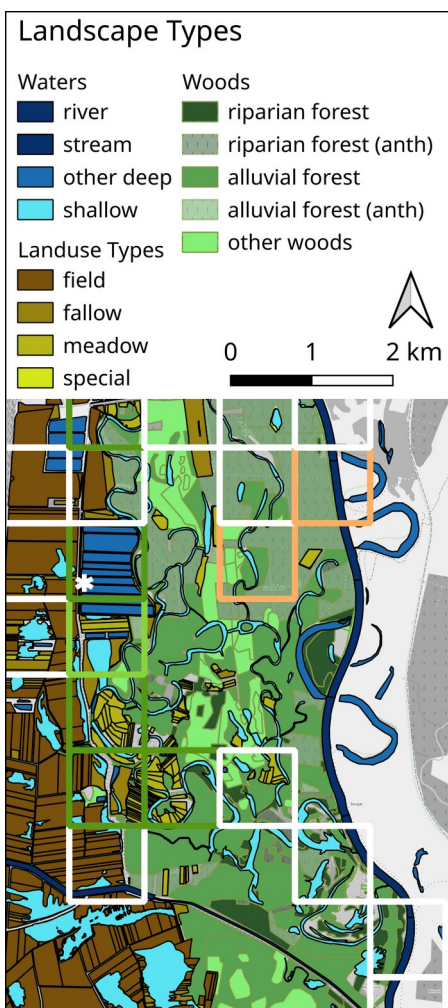 Landscape Types
Waters
river
stream
other deep
shallow
Landuse Types
field
fallow
meadow
special
Woods
riparian forest
riparian forest (anth)
alluvial forest
alluvial forest (anth)
other woods
0 1 2 km
*